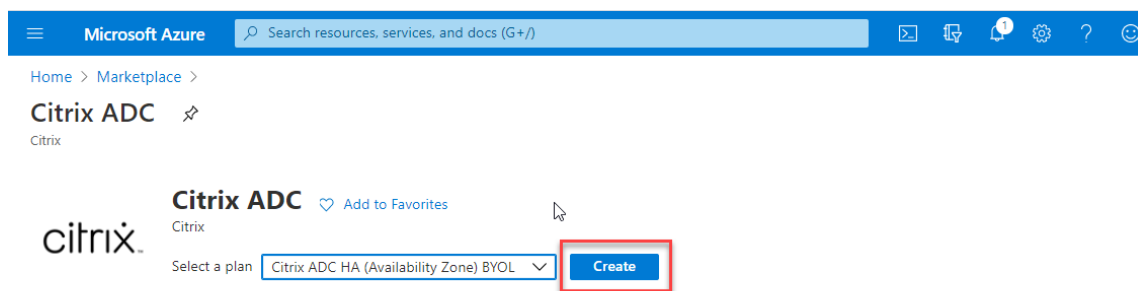 Microsoft Azure Search resources, services, and docs (G+/) 1
Home > Marketplace >
Citrix ADC
Citrix
citrix
Citrix ADC Add to Favorites
Citrix
Select a plan Citrix ADC HA (Availability Zone) BYOL Create